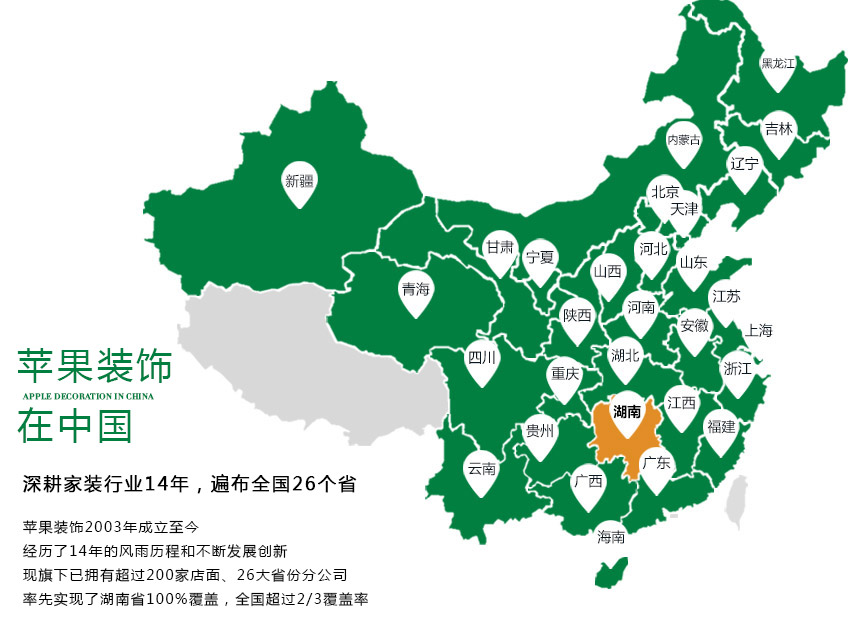 黑龙江
吉林
内蒙古
辽宁
新疆
北京
天津
甘肃
宁夏
河北
山东
山西
青海
江苏
陕西
河南
安徽
上海
四川
湖北
重庆
浙江
湖南
江西
贵州
福建
云南
广东
广西
海南
苹果装饰
APPLE DECORATION IN CHINA
在中国
深耕家装行业14年，遍布全国26个省
苹果装饰2003年成立至今
经历了14年的风雨历程和不断发展创新
现旗下已拥有超过200家店面、26大省份分公司
率先实现了湖南省100%覆盖，全国超过2/3覆盖率